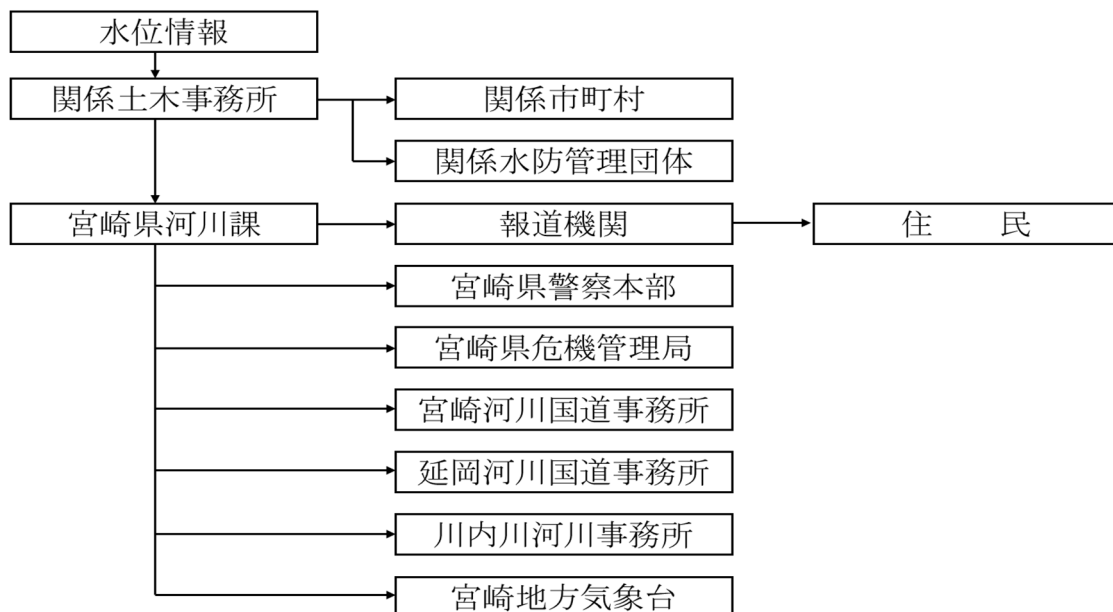 水位情報
関係土木事務所
関係市町村
関係水防管理団体
宮崎県河川課
報道機関
住　　民
宮崎県警察本部
宮崎県危機管理局
宮崎河川国道事務所
延岡河川国道事務所
川内川河川事務所
宮崎地方気象台